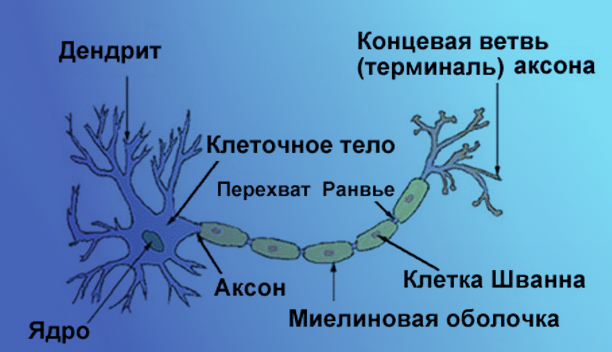 Дендрит
Концевая ветвь
(терминаль) аксона
Клеточное тело
Перехват Ранвье
Аксон
Клетка Шванна
Миелиновая оболочка
Ядро